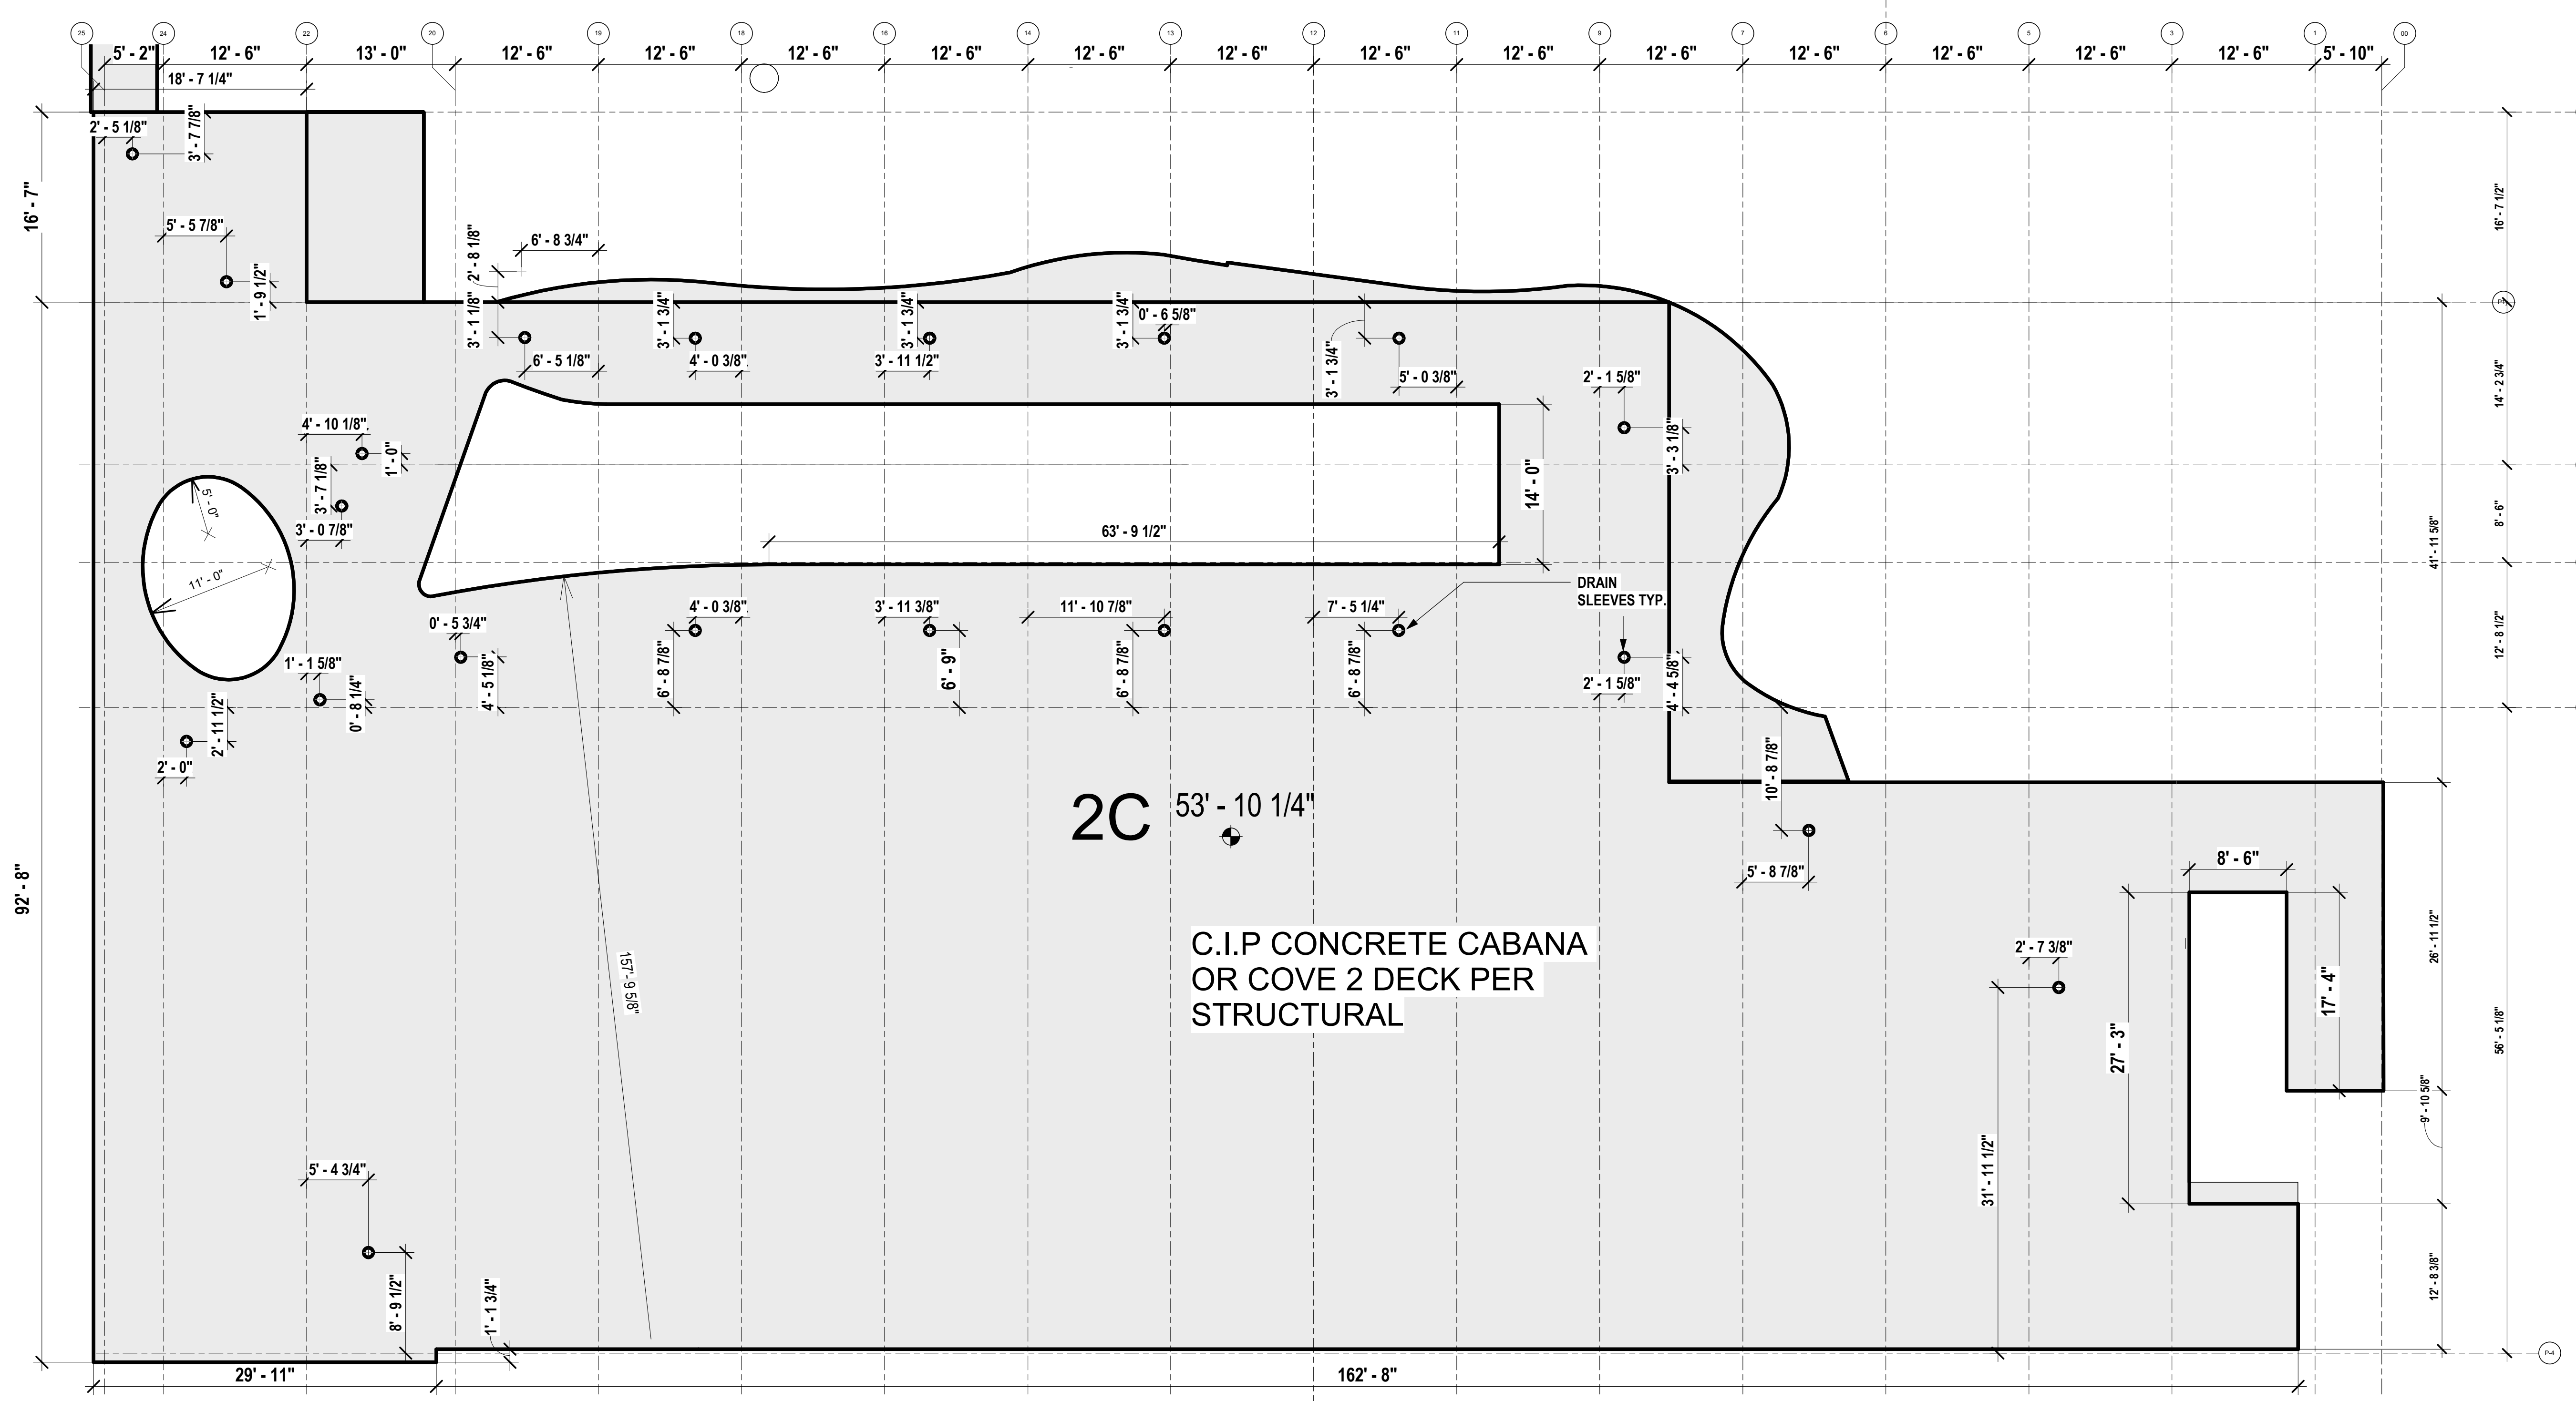 25
24
22
20
19
18
16
14
13
12
11
9
7
6
5
3
1
00
5' - 2"
12' - 6"
13' - 0"
12' - 6"
12' - 6"
12' - 6"
12' - 6"
12' - 6"
12' - 6"
12' - 6"
12' - 6"
12' - 6"
12' - 6"
12' - 6"
12' - 6"
12' - 6"
5' - 10"
18' - 7 1/4"
2' - 5 1/8"
3' - 7 7/8"
16' - 7"
16' - 7 1/2"
5' - 5 7/8"
1' - 9 1/2"
2' - 8 1/8"
6' - 8 3/4"
3' - 1 1/8"
3' - 1 3/4"
3' - 1 3/4"
3' - 1 3/4"
0' - 6 5/8"
3' - 1 3/4"
6' - 5 1/8"
4' - 0 3/8"
3' - 11 1/2"
5' - 0 3/8"
2' - 1 5/8"
14' - 2 3/4"
4' - 10 1/8"
1' - 0"
3' - 3 1/8"
3' - 7 1/8"
3' - 0 7/8"
5' - 0"
11' - 0"
14' - 0"
63' - 9 1/2"
8' - 6"
41' - 11 5/8"
DRAIN
SLEEVES TYP.
0' - 5 3/4"
4' - 0 3/8"
3' - 11 3/8"
11' - 10 7/8"
7' - 5 1/4"
12' - 8 1/2"
1' - 1 5/8"
0' - 8 1/4"
4' - 5 1/8"
6' - 8 7/8"
6' - 9"
6' - 8 7/8"
6' - 8 7/8"
4' - 4 5/8"
2' - 1 5/8"
2' - 11 1/2"
2' - 0"
10' - 8 7/8"
2C
53' - 10 1/4"
5' - 8 7/8"
8' - 6"
92' - 8"
C.I.P CONCRETE CABANA
OR COVE 2 DECK PER
STRUCTURAL
157' - 9 5/8"
2' - 7 3/8"
26' - 11 1/2"
17' - 4"
27' - 3"
56' - 5 1/8"
9' - 10 5/8"
31' - 11 1/2"
5' - 4 3/4"
8' - 9 1/2"
1' - 1 3/4"
12' - 8 3/8"
P-4
29' - 11"
162' - 8"